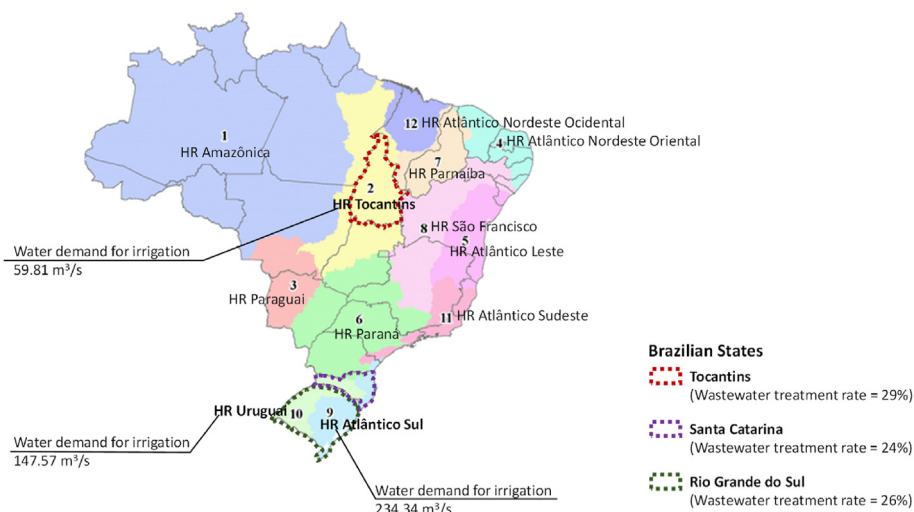 12 HR Atlântico Nordeste Ocidental
1
HR Amazônica
4 HR Atlântico Nordeste Oriental
7
HR Parnaíba
2
HR Tocantins
8 HR São Francisco
5
HR Atlântico Leste
Water demand for irrigation
59.81 m³/s
3
HR Paraguai
11 HR Atlântico Sudeste
6
HR Paraná
HR Uruguai 10
9
HR Atlântico Sul
Water demand for irrigation
147.57 m³/s
Water demand for irrigation
234.34 m³/s
Brazilian States
Tocantins
(Wastewater treatment rate = 29%)
Santa Catarina
(Wastewater treatment rate = 24%)
Rio Grande do Sul
(Wastewater treatment rate = 26%)